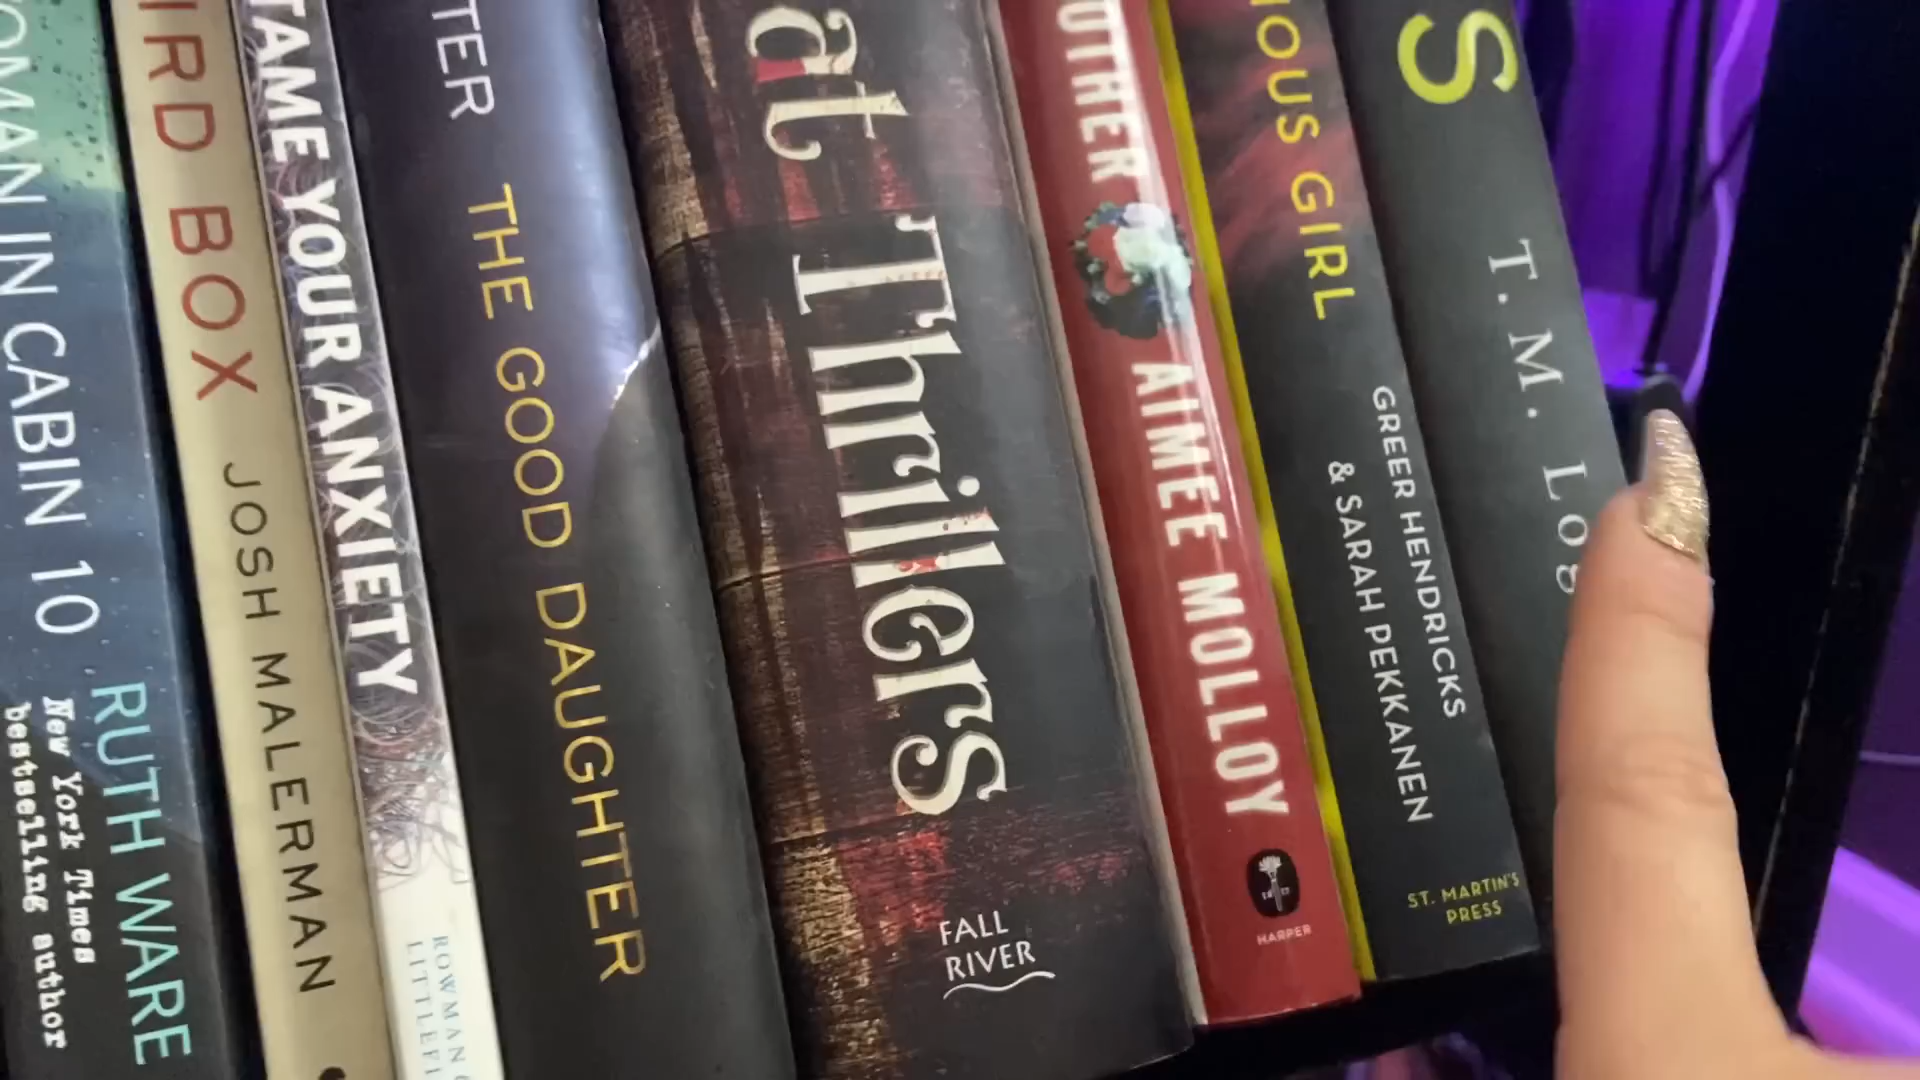 OMAN IN CABIN 10
RUTH WARE
New York Times
bestselling author
IRD BOX
JOSH MALERMAN
TAME YOUR ANXIETY
ROWMAN
LITTLEFI
TER
THE GOOD DAUGHTER
at Thrillers
FALL
RIVER
OTHER
AIMEE MOLLOY
HARPER
IOUS GIRL
GREER HENDRICKS
& SARAH PEKKANEN
ST. MARTIN'S
PRESS
S
T. M. Log